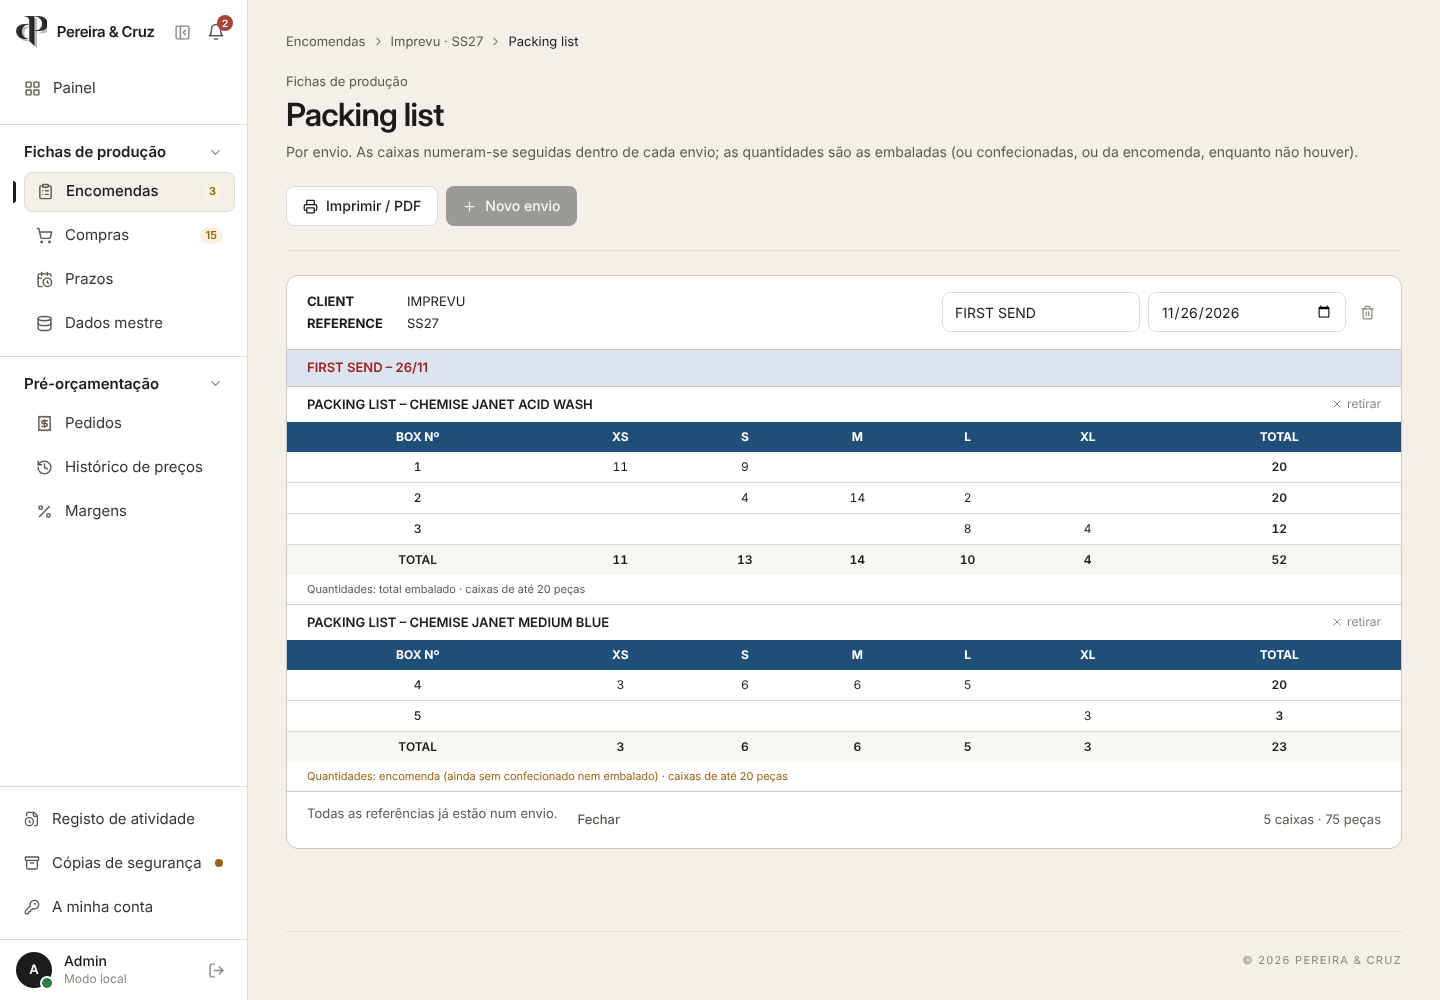 Pereira & Cruz
2
Painel
Fichas de produção
Encomendas 3
Compras 15
Prazos
Dados mestre
Pré-orçamentação
Pedidos
Histórico de preços
Margens
Registo de atividade
Cópias de segurança
A minha conta
A
Admin
Modo local
Encomendas > Imprevu · SS27 > Packing list
Fichas de produção
Packing list
Por envio. As caixas numeram-se seguidas dentro de cada envio; as quantidades são as embaladas (ou confecionadas, ou da encomenda, enquanto não houver).
Imprimir / PDF
+ Novo envio
CLIENT IMPREVU
REFERENCE SS27
FIRST SEND
11/26/2026
FIRST SEND – 26/11
PACKING LIST – CHEMISE JANET ACID WASH × retirar
BOX Nº XS S M L XL TOTAL
1 11 9 20
2 4 14 2 20
3 8 4 12
TOTAL 11 13 14 10 4 52
Quantidades: total embalado · caixas de até 20 peças
PACKING LIST – CHEMISE JANET MEDIUM BLUE × retirar
BOX Nº XS S M L XL TOTAL
4 3 6 6 5 20
5 3 3
TOTAL 3 6 6 5 3 23
Quantidades: encomenda (ainda sem confecionado nem embalado) · caixas de até 20 peças
Todas as referências já estão num envio. Fechar 5 caixas · 75 peças
© 2026 PEREIRA & CRUZ